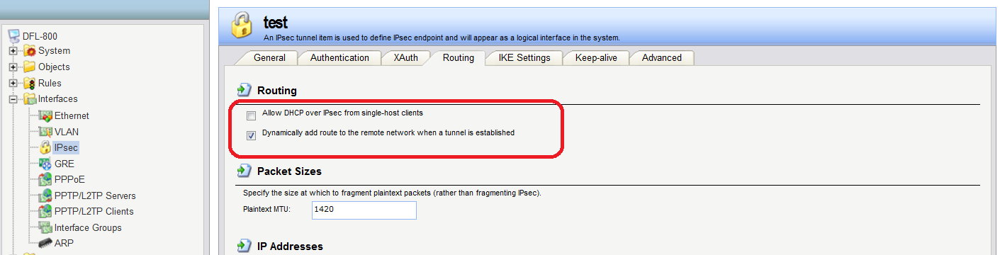 DFL-800
System
Objects
Rules
Interfaces
Ethernet
VLAN
IPsec
GRE
PPPoE
PPTP/L2TP Servers
PPTP/L2TP Clients
Interface Groups
ARP
test
An IPsec tunnel item is used to define IPsec endpoint and will appear as a logical interface in the system.
General Authentication XAuth Routing IKE Settings Keep-alive Advanced
Routing
Allow DHCP over IPsec from single-host clients
Dynamically add route to the remote network when a tunnel is established
Packet Sizes
Specify the size at which to fragment plaintext packets (rather than fragmenting IPsec).
Plaintext MTU: 1420
IP Addresses